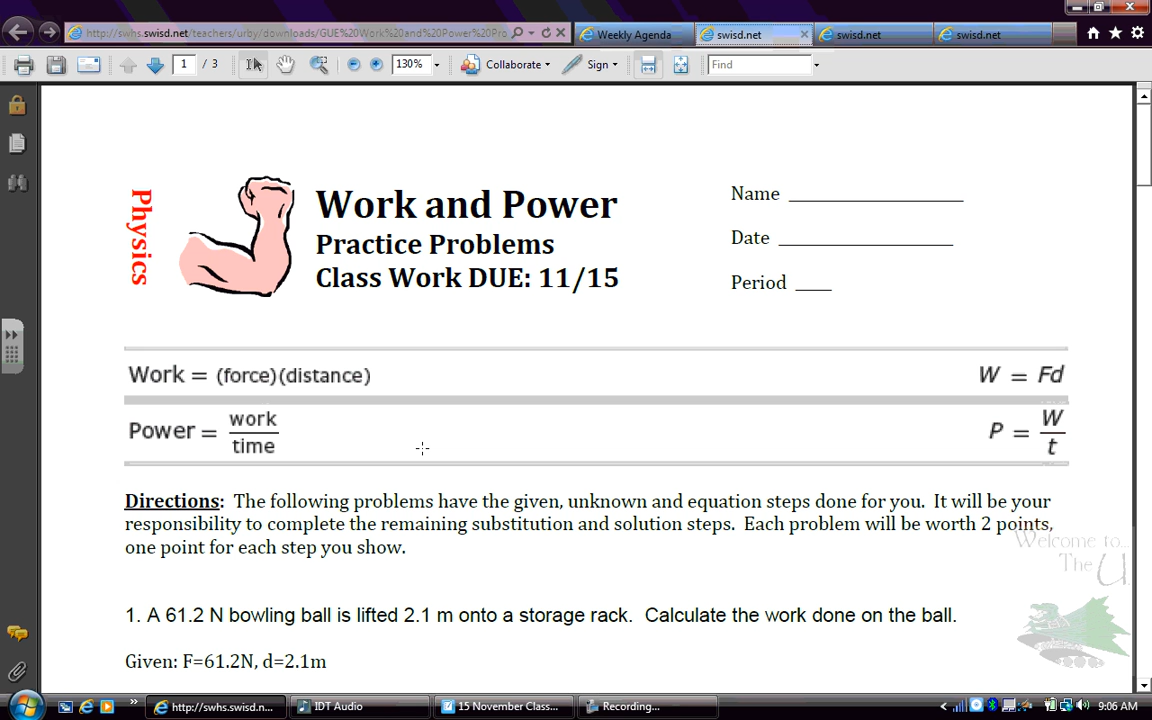 http://swhs.swisd.net/teachers/urby/downloads/GUE%20Work%20and%20Power%20Pro
Weekly Agenda
swisd.net
swisd.net
swisd.net
1 / 3
130%
Collaborate
Sign
Find
Physics
Work and Power
Practice Problems
Class Work DUE: 11/15
Name
Date
Period
Work = (force)(distance)
W = Fd
Power = work
time
P = W
t
Directions: The following problems have the given, unknown and equation steps done for you. It will be your
responsibility to complete the remaining substitution and solution steps. Each problem will be worth 2 points,
one point for each step you show.
Welcome to...
The U
1. A 61.2 N bowling ball is lifted 2.1 m onto a storage rack. Calculate the work done on the ball.
Given: F=61.2N, d=2.1m
http://swhs.swisd.n...
IDT Audio
15 November Class...
Recording...
9:06 AM